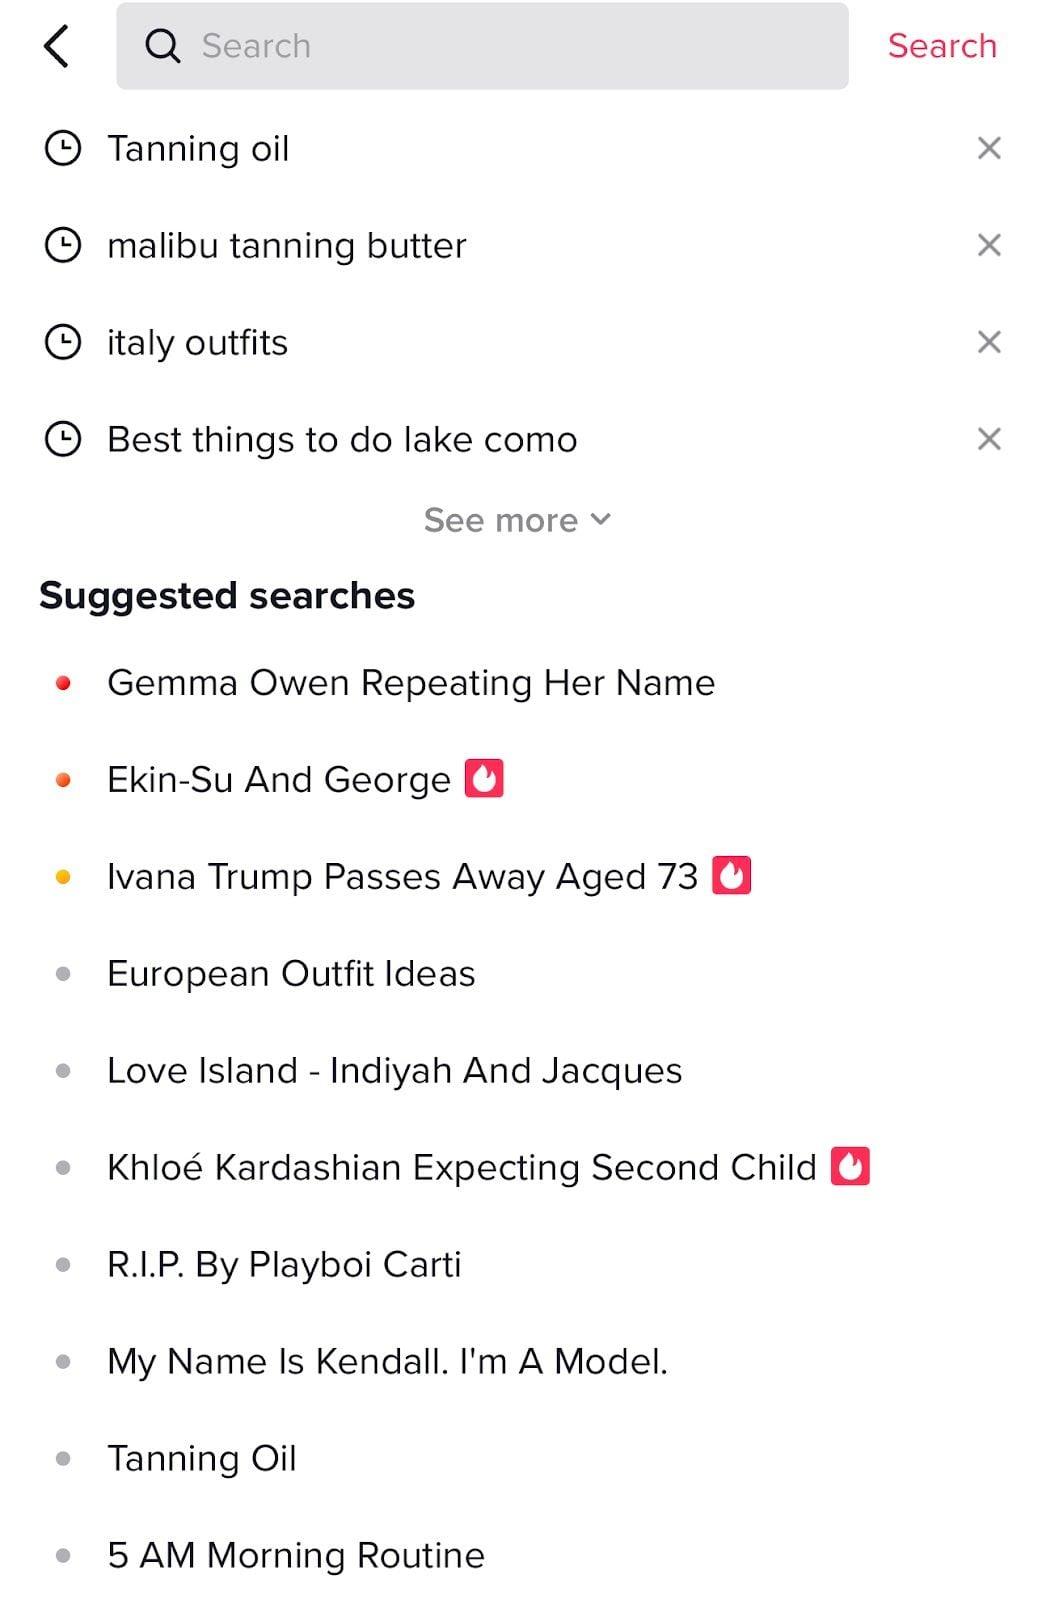 Search
Search
Tanning oil
malibu tanning butter
italy outfits
Best things to do lake como
See more
Suggested searches
Gemma Owen Repeating Her Name
Ekin-Su And George
Ivana Trump Passes Away Aged 73
European Outfit Ideas
Love Island - Indiyah And Jacques
Khloé Kardashian Expecting Second Child
R.I.P. By Playboi Carti
My Name Is Kendall. I'm A Model.
Tanning Oil
5 AM Morning Routine